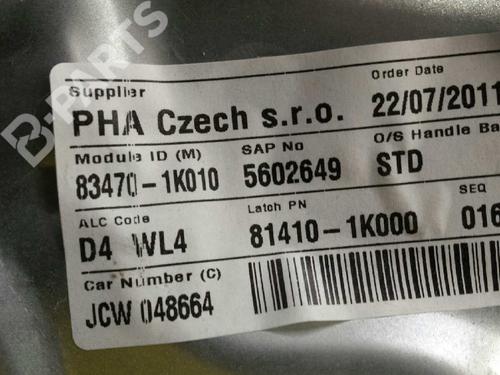 B-PARTS
Supplier
Order Date
PHA Czech s.r.o.
22/07/2011
Module ID (M)
SAP No
O/S Handle Ba
83470-1K010
5602649
STD
ALC Code
Latch PN
SEQ
D4 WL4
81410-1K000
016
Car Number (C)
JCW 048664